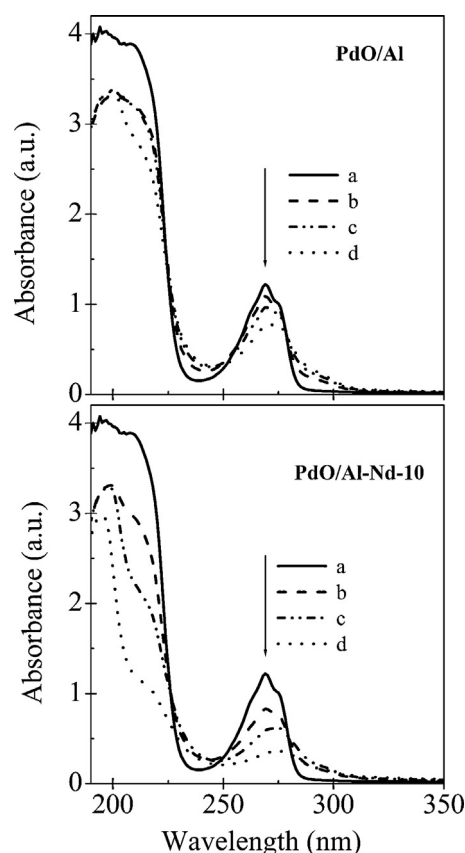 4
3
2
1
0
Absorbance (a.u.)
PdO/Al
a
b
c
d
4
3
2
1
0
Absorbance (a.u.)
PdO/Al-Nd-10
a
b
c
d
200
250
300
350
Wavelength (nm)